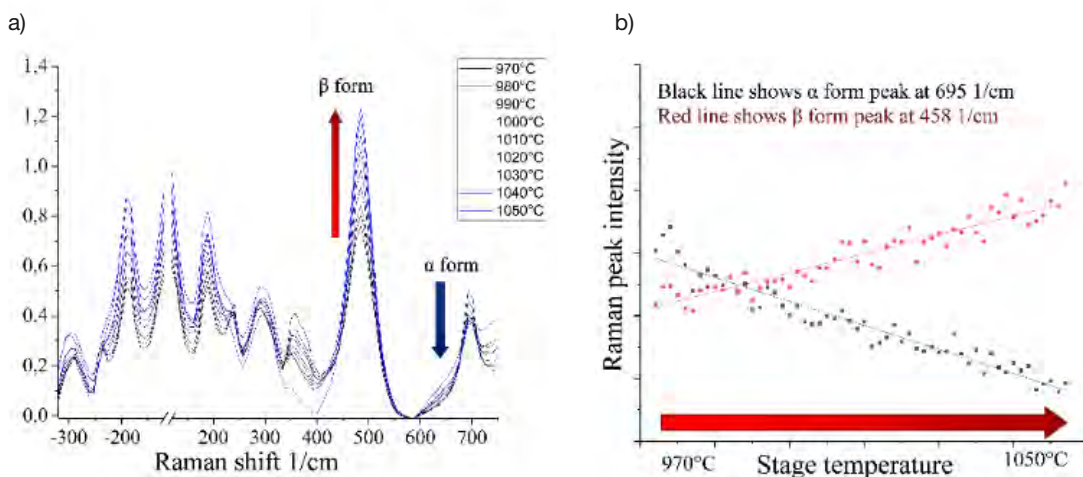 a)
1.4
1.2
1.0
0.8
0.6
0.4
0.2
0.0
-300 -200 200 300 400 500 600 700
Raman shift 1/cm
β form
α form
970°C
980°C
990°C
1000°C
1010°C
1020°C
1030°C
1040°C
1050°C
b)
Black line shows α form peak at 695 1/cm
Red line shows β form peak at 458 1/cm
Raman peak intensity
970°C
1050°C
Stage temperature